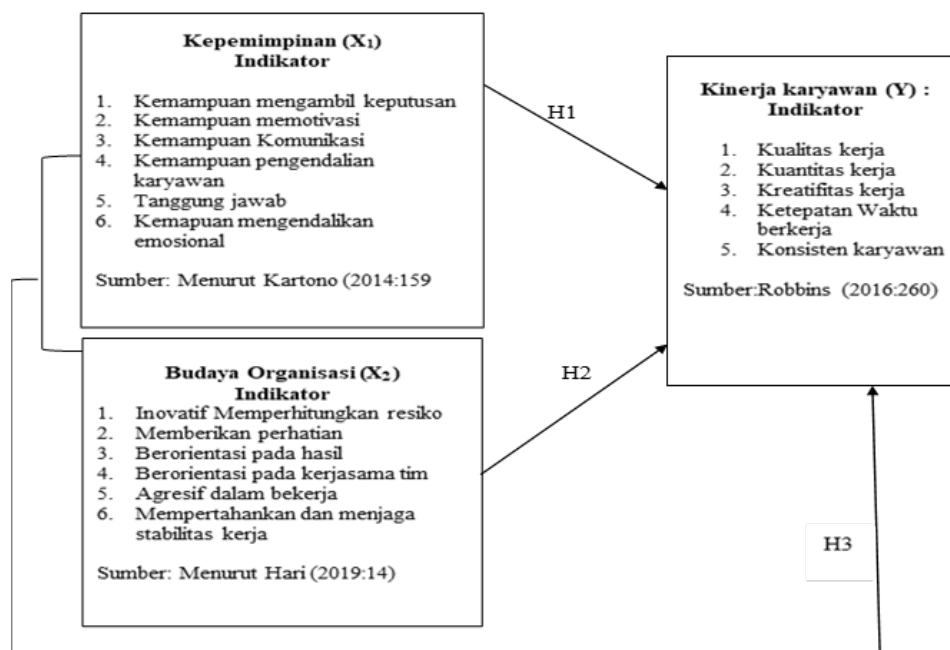 Kepemimpinan (X₁)
Indikator
1. Kemampuan mengambil keputusan
2. Kemampuan memotivasi
3. Kemampuan Komunikasi
4. Kemampuan pengendalian
karyawan
5. Tanggung jawab
6. Kemapuan mengendalikan
emosional
Sumber: Menurut Kartono (2014:159
H1
Kinerja karyawan (Y) :
Indikator
1. Kualitas kerja
2. Kuantitas kerja
3. Kreatifitas kerja
4. Ketepatan Waktu
berkerja
5. Konsisten karyawan
Sumber:Robbins (2016:260)
Budaya Organisasi (X₂)
Indikator
1. Inovatif Memperhitungkan resiko
2. Memberikan perhatian
3. Berorientasi pada hasil
4. Berorientasi pada kerjasama tim
5. Agresif dalam bekerja
6. Mempertahankan dan menjaga
stabilitas kerja
Sumber: Menurut Hari (2019:14)
H2
H3